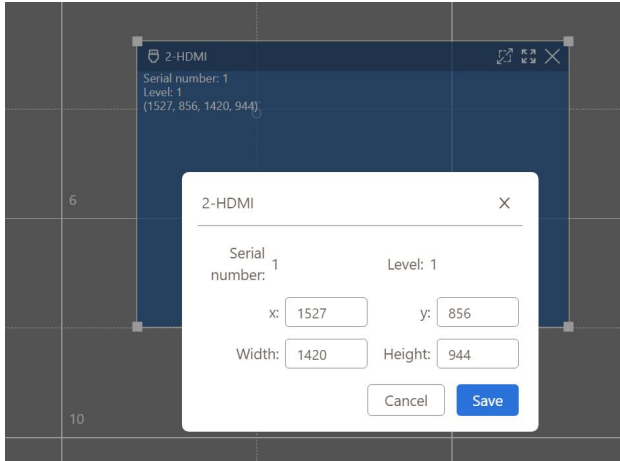 2-HDMI
Serial number: 1
Level: 1
(1527, 856, 1420, 944)
6
2-HDMI
Serial
number: 1
Level: 1
x: 1527
y: 856
Width: 1420
Height: 944
Cancel
Save
10